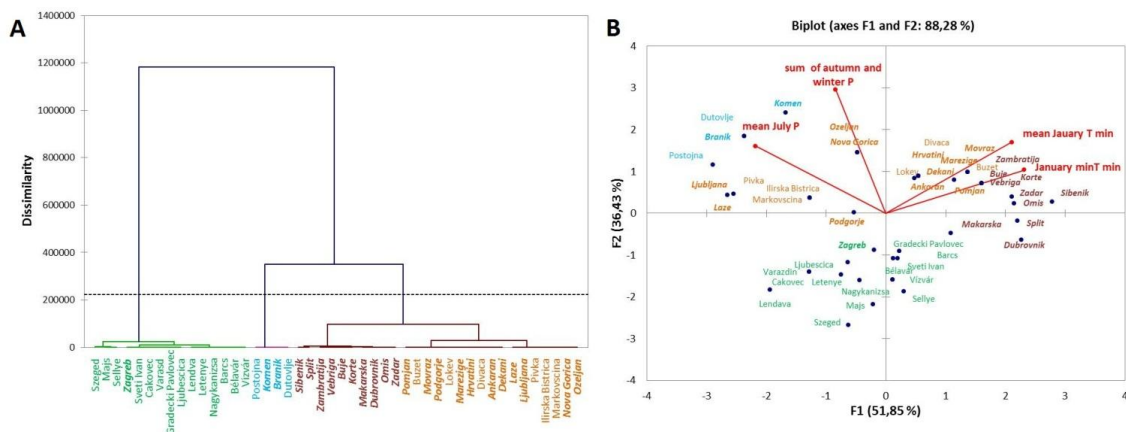 A
1400000
1200000
1000000
800000
600000
400000
200000
0
Dissimilarity
Szeged
Majs
Sellye
Zagreb
Sveti Ivan
Cakovec
Varasd
Gradecki Pavlovec
Ljubescica
Lendva
Letenye
Nagykanizsa
Barcs
Bélavár
Vízvár
Postojna
Komen
Branik
Dutovlje
Sibenik
Split
Zambratija
Vebriga
Buje
Korte
Makarska
Dubrovnik
Omis
Zadar
Pomjan
Buzet
Movraz
Podgorje
Lokev
Marezige
Hrvatini
Divaca
Ankaran
Dekani
Laze
Ljubljana
Pivka
Ilirska Bistrica
Markovscina
Nova Gorica
Ozeljan
B
Biplot (axes F1 and F2: 88,28 %)
4
3
2
1
0
-1
-2
-3
-4
F2 (36,43 %)
sum of autumn and
winter P
Komen
Dutovlje
mean July P
Branik
Ozeljan
Nova Gorica
Postojna
mean Jauary T min
Divaca
Movraz
Hrvatini
Marezige
Zambratija
January minT min
Lokev
Dekani
Buzet
Buje
Korte
Ankaran
Pomjan
Vebriga
Ljubljana
Laze
Pivka
Ilirska Bistrica
Markovscina
Zadar
Sibenik
Omis
Podgorje
Makarska
Split
Dubrovnik
Zagreb
Gradecki Pavlovec
Barcs
Ljubescica
Varazdin
Cakovec
Letenye
Bélavár
Sveti Ivan
Vízvár
Lendava
Nagykanizsa
Majs
Sellye
Szeged
-4 -3 -2 -1 0 1 2 3 4
F1 (51,85 %)